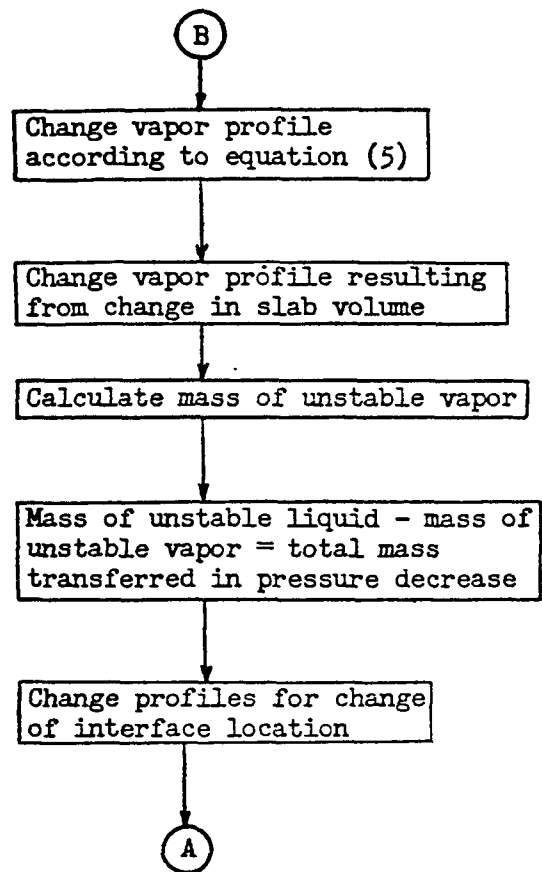 B
Change vapor profile
according to equation (5)
Change vapor profile resulting
from change in slab volume
Calculate mass of unstable vapor
Mass of unstable liquid - mass of
unstable vapor = total mass
transferred in pressure decrease
Change profiles for change
of interface location
A